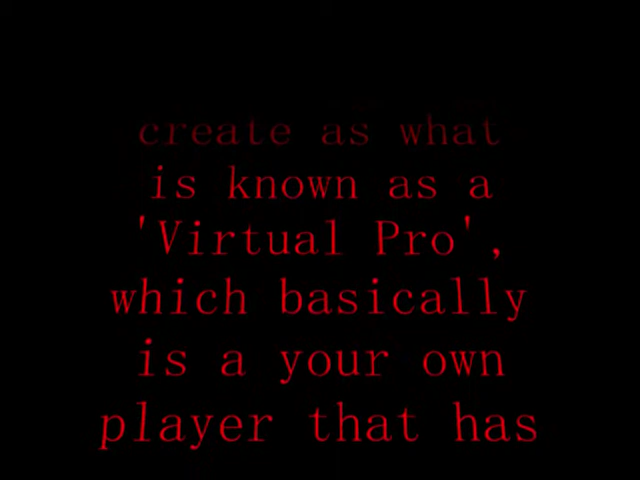 create as what
is known as a
'Virtual Pro',
which basically
is a your own
player that has